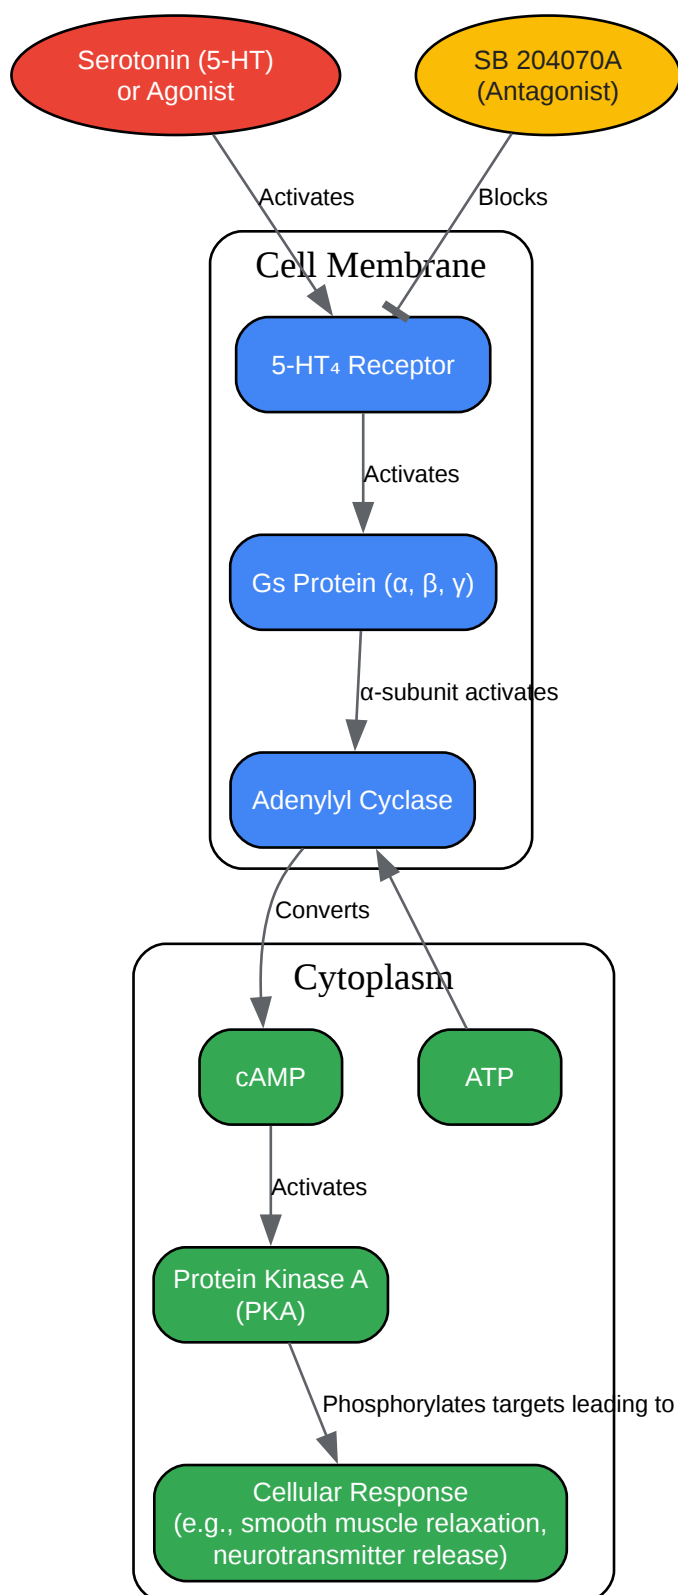 Serotonin (5-HT)
or Agonist
SB 204070A
(Antagonist)
Activates
Blocks
Cell Membrane
5-HT₄ Receptor
Activates
Gs Protein (α, β, γ)
α-subunit activates
Adenylyl Cyclase
Converts
Cytoplasm
cAMP
ATP
Activates
Protein Kinase A
(PKA)
Phosphorylates targets leading to
Cellular Response
(e.g., smooth muscle relaxation,
neurotransmitter release)